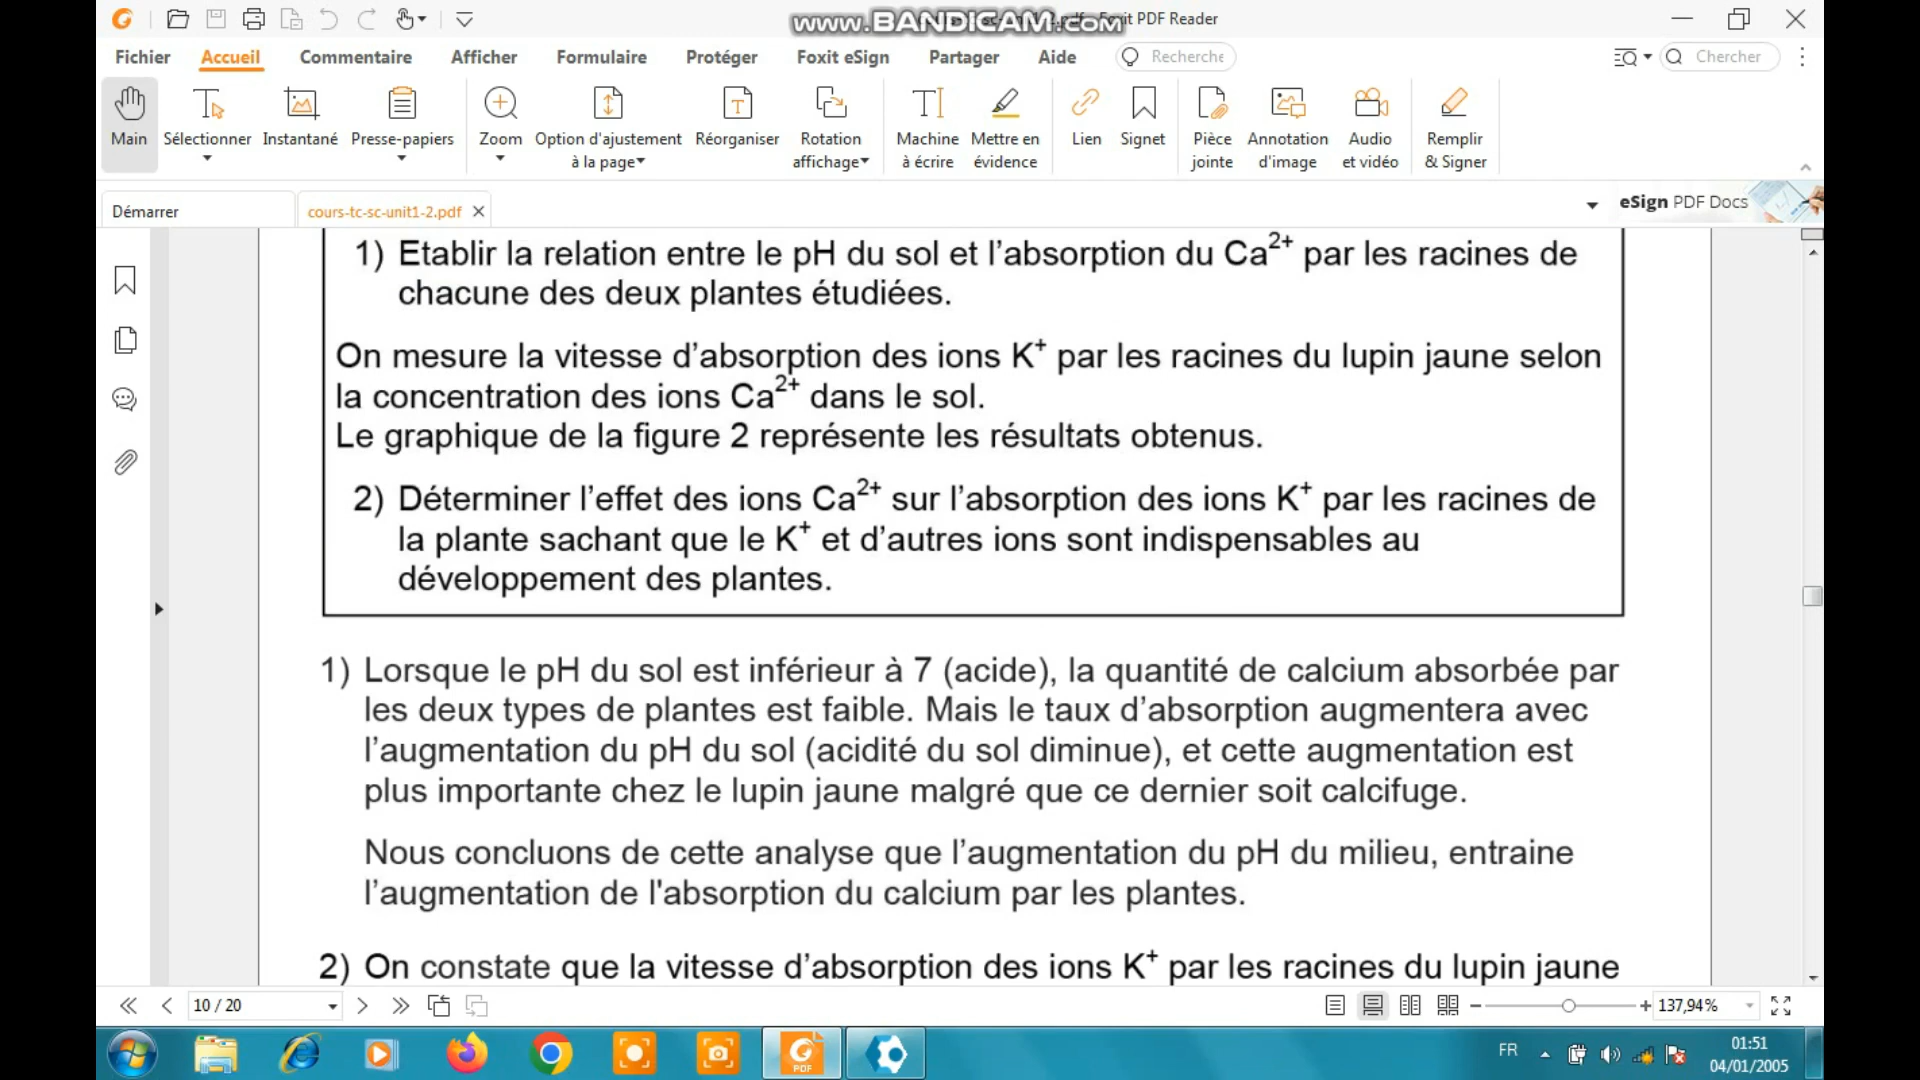 www.BANDICAM.com
Foxit PDF Reader
Fichier Accueil Commentaire Afficher Formulaire Protéger Foxit eSign Partager Aide Recherche Chercher
Main Sélectionner Instantané Presse-papiers Zoom Option d'ajustement à la page Réorganiser Rotation affichage Machine à écrire Mettre en évidence Lien Signet Pièce jointe Annotation d'image Audio et vidéo Remplir & Signer
Démarrer cours-tc-sc-unit1-2.pdf eSign PDF Docs
1) Etablir la relation entre le pH du sol et l'absorption du Ca²⁺ par les racines de
chacune des deux plantes étudiées.
On mesure la vitesse d'absorption des ions K⁺ par les racines du lupin jaune selon
la concentration des ions Ca²⁺ dans le sol.
Le graphique de la figure 2 représente les résultats obtenus.
2) Déterminer l'effet des ions Ca²⁺ sur l'absorption des ions K⁺ par les racines de
la plante sachant que le K⁺ et d'autres ions sont indispensables au
développement des plantes.
1) Lorsque le pH du sol est inférieur à 7 (acide), la quantité de calcium absorbée par
les deux types de plantes est faible. Mais le taux d'absorption augmentera avec
l'augmentation du pH du sol (acidité du sol diminue), et cette augmentation est
plus importante chez le lupin jaune malgré que ce dernier soit calcifuge.
Nous concluons de cette analyse que l'augmentation du pH du milieu, entraine
l'augmentation de l'absorption du calcium par les plantes.
2) On constate que la vitesse d'absorption des ions K⁺ par les racines du lupin jaune
10 / 20 137,94%
PDF
FR 01:51
04/01/2005